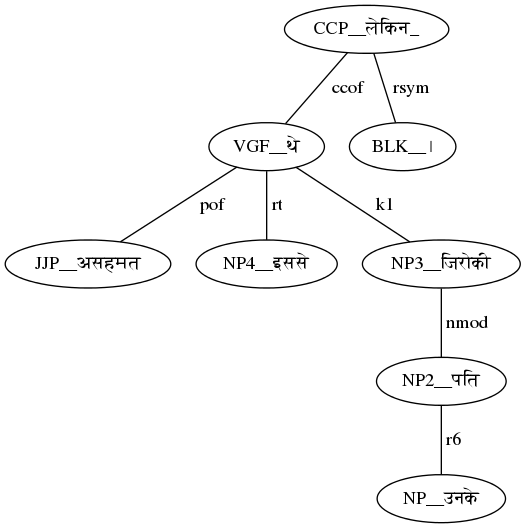 CCP__लेकिन_
ccof rsym
VGF__थे BLK__।
pof rt k1
JJP__असहमत NP4__इससे NP3__जिरोकी
nmod
NP2__पति
r6
NP__उनके